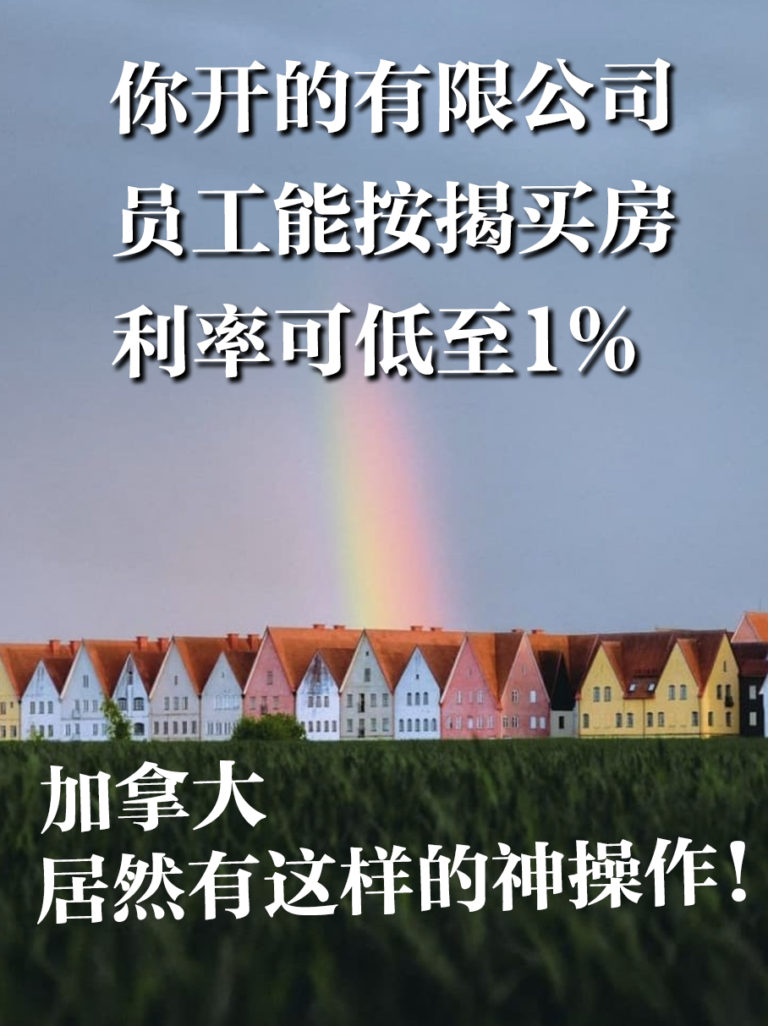 你开的有限公司
员工能按揭买房
利率可低至1%
加拿大
居然有这样的神操作!